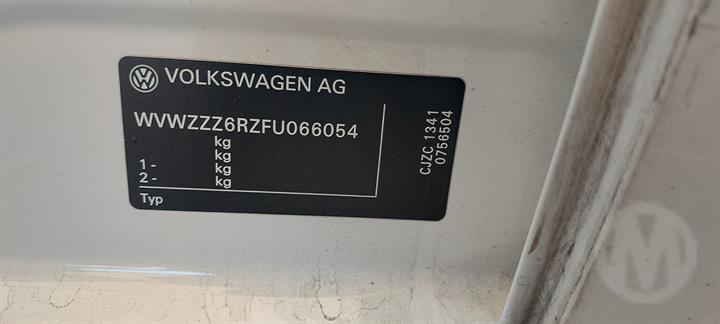 VOLKSWAGEN AG
WVWZZZ6RZFU066054
kg
kg
1- kg
2- kg
Typ
CJZC 1341
0756504